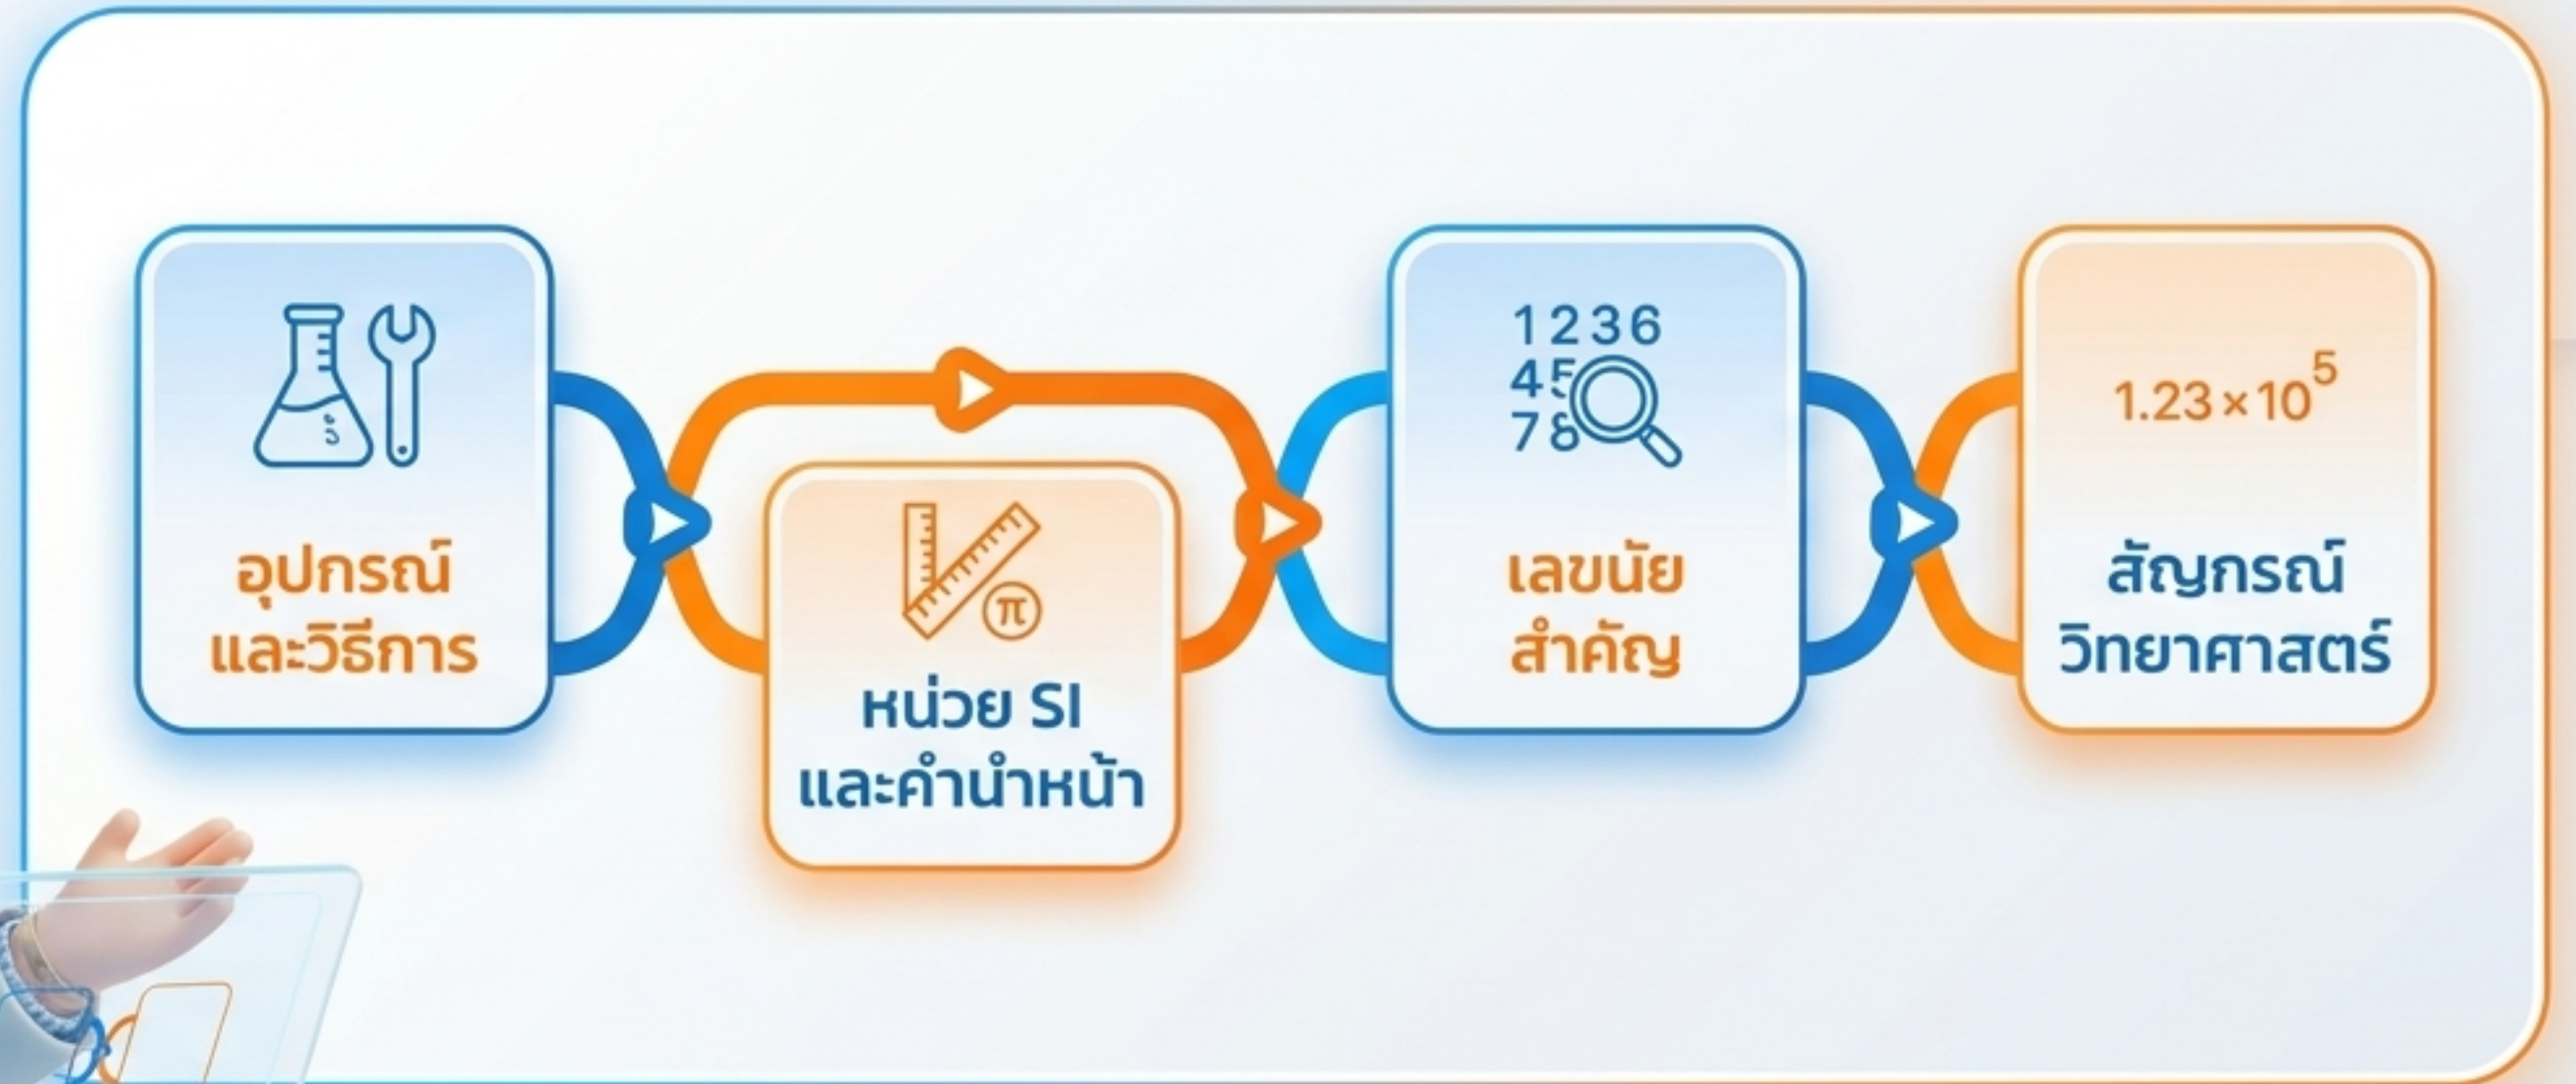 อุปกรณ์
และวิธีการ
π
หน่วย SI
และคำนำหน้า
1236
45
78
เลขนัย
สำคัญ
1.23×10⁵
สัญกรณ์
วิทยาศาสตร์